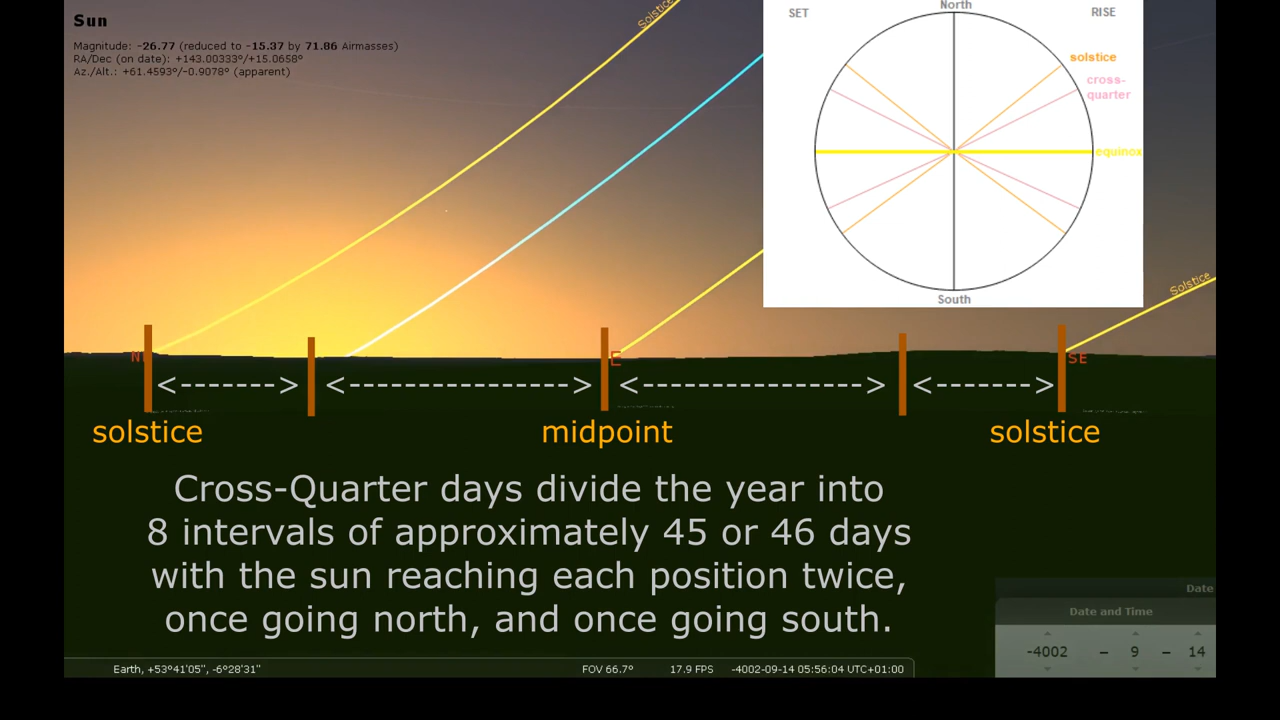 Sun
Magnitude: -26.77 (reduced to -15.37 by 71.86 Airmasses)
RA/Dec (on date): +143.00333°/+15.0658°
Az./Alt.: +61.4593°/-0.9078° (apparent)
Solstice
North
SET
RISE
solstice
cross-
quarter
equinox
South
Solstice
N
E
SE
<-------> <---------------> <---------------> <------->
solstice
midpoint
solstice
Cross-Quarter days divide the year into
8 intervals of approximately 45 or 46 days
with the sun reaching each position twice,
once going north, and once going south.
Date
Date and Time
-4002 – 9 – 14
Earth, +53°41'05", -6°28'31"
FOV 66.7°
17.9 FPS
-4002-09-14 05:56:04 UTC+01:00